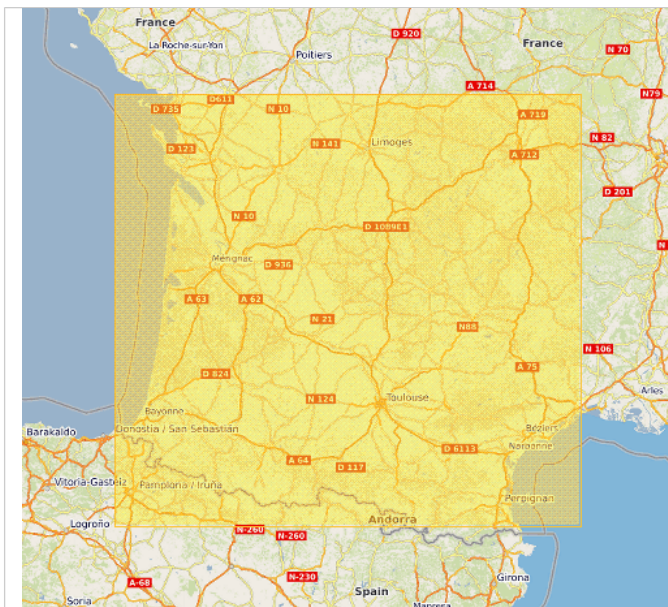 France
D 920
La Roche-sur-Yon
France
N 70
Poitiers
A 714
N79
D 735
D611
N 10
A 719
N 82
D 123
N 141
Limoges
A 712
D 201
N 10
D 1089E1
N
Mérignac
D 936
A 63
A 62
N 21
N88
N 106
D 824
A 75
Arles
N 124
Toulouse
Bayonne
Barakaldo
Donostia / San Sebastián
Béziers
Narbonne
D 6113
A 64
D 117
Vitoria-Gasteiz
Pamplona / Iruña
Perpignan
Logroño
Andorra
N-260
N-260
A-68
N-230
Girona
Spain
Soria
Manresa